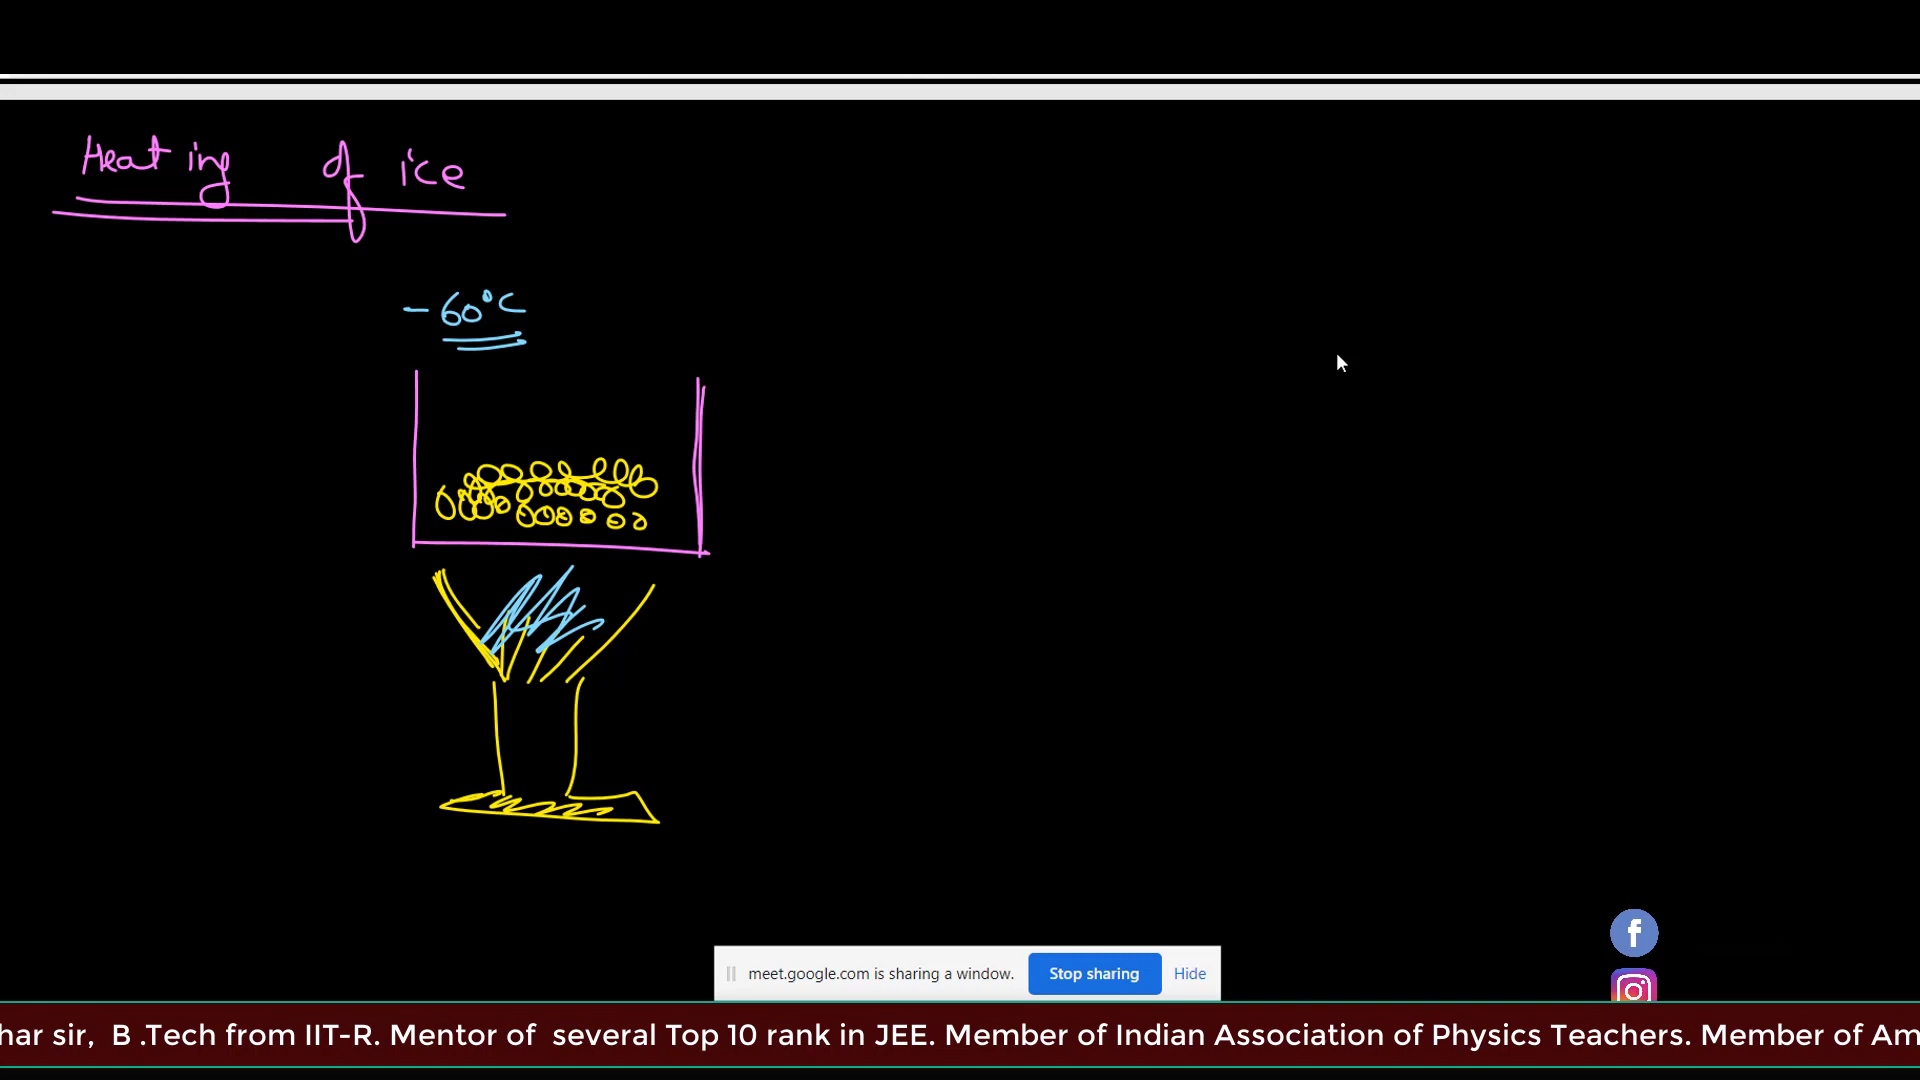 Heating of ice
-60°C
meet.google.com is sharing a window. Stop sharing Hide
f
har sir, B .Tech from IIT-R. Mentor of several Top 10 rank in JEE. Member of Indian Association of Physics Teachers. Member of Am